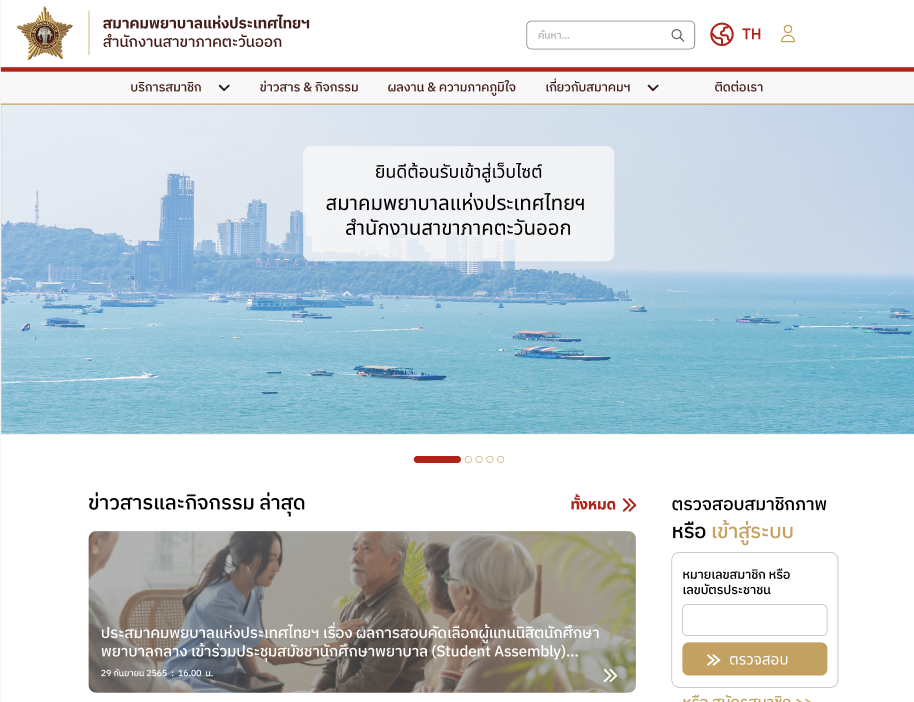 สมาคมพยาบาลแห่งประเทศไทยฯ
สำนักงานสาขาภาคตะวันออก
ค้นหา...
TH
บริการสมาชิก
ข่าวสาร & กิจกรรม
ผลงาน & ความภาคภูมิใจ
เกี่ยวกับสมาคมฯ
ติดต่อเรา
ยินดีต้อนรับเข้าสู่เว็บไซต์
สมาคมพยาบาลแห่งประเทศไทยฯ
สำนักงานสาขาภาคตะวันออก
ข่าวสารและกิจกรรม ล่าสุด
ทั้งหมด
ประสมาคมพยาบาลแห่งประเทศไทยฯ เรื่อง ผลการสอบคัดเลือกผู้แทนนิสิตนักศึกษา
พยาบาลกลาง เข้าร่วมประชุมสมัชชานักศึกษาพยาบาล (Student Assembly)...
29 กันยายน 2565 : 16.00 น.
ตรวจสอบสมาชิกภาพ
หรือ เข้าสู่ระบบ
หมายเลขสมาชิก หรือ
เลขบัตรประชาชน
ตรวจสอบ
หรือ สมัครสมาชิก >>